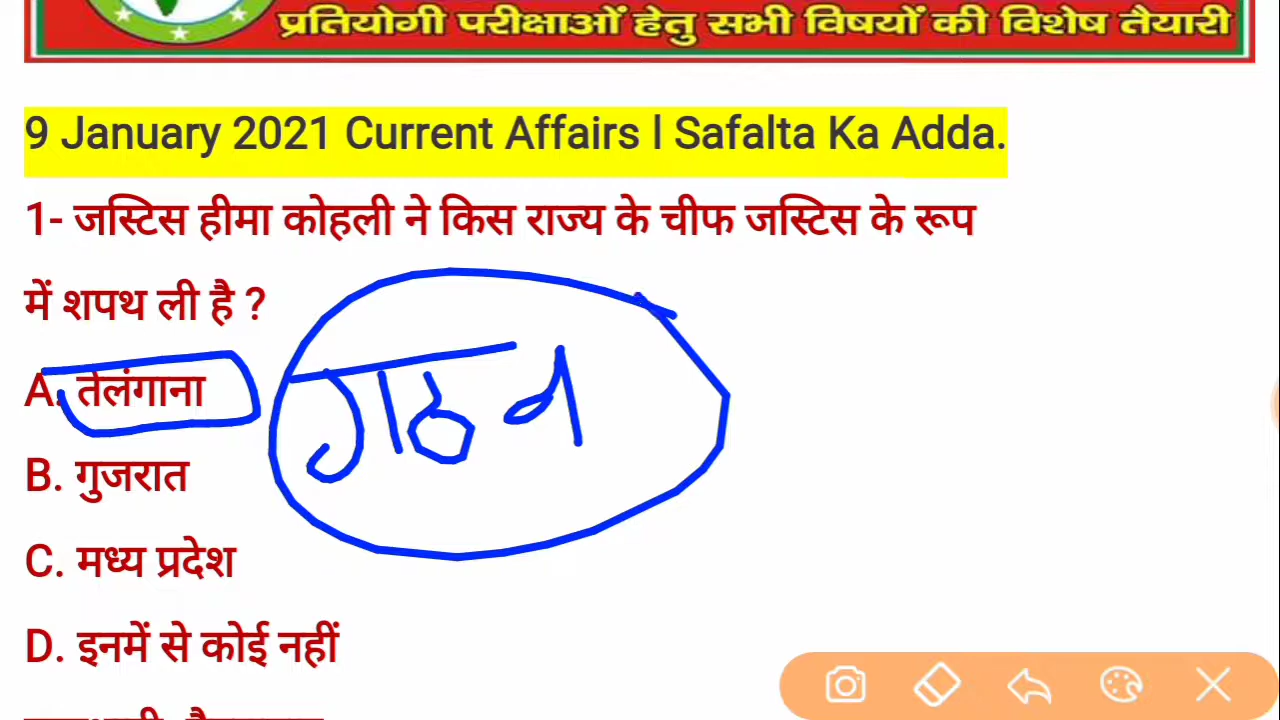 प्रतियोगी परीक्षाओं हेतु सभी विषयों की विशेष तैयारी
9 January 2021 Current Affairs l Safalta Ka Adda.
1- जस्टिस हीमा कोहली ने किस राज्य के चीफ जस्टिस के रूप
में शपथ ली है ?
A. तेलंगाना
B. गुजरात
C. मध्य प्रदेश
D. इनमें से कोई नहीं